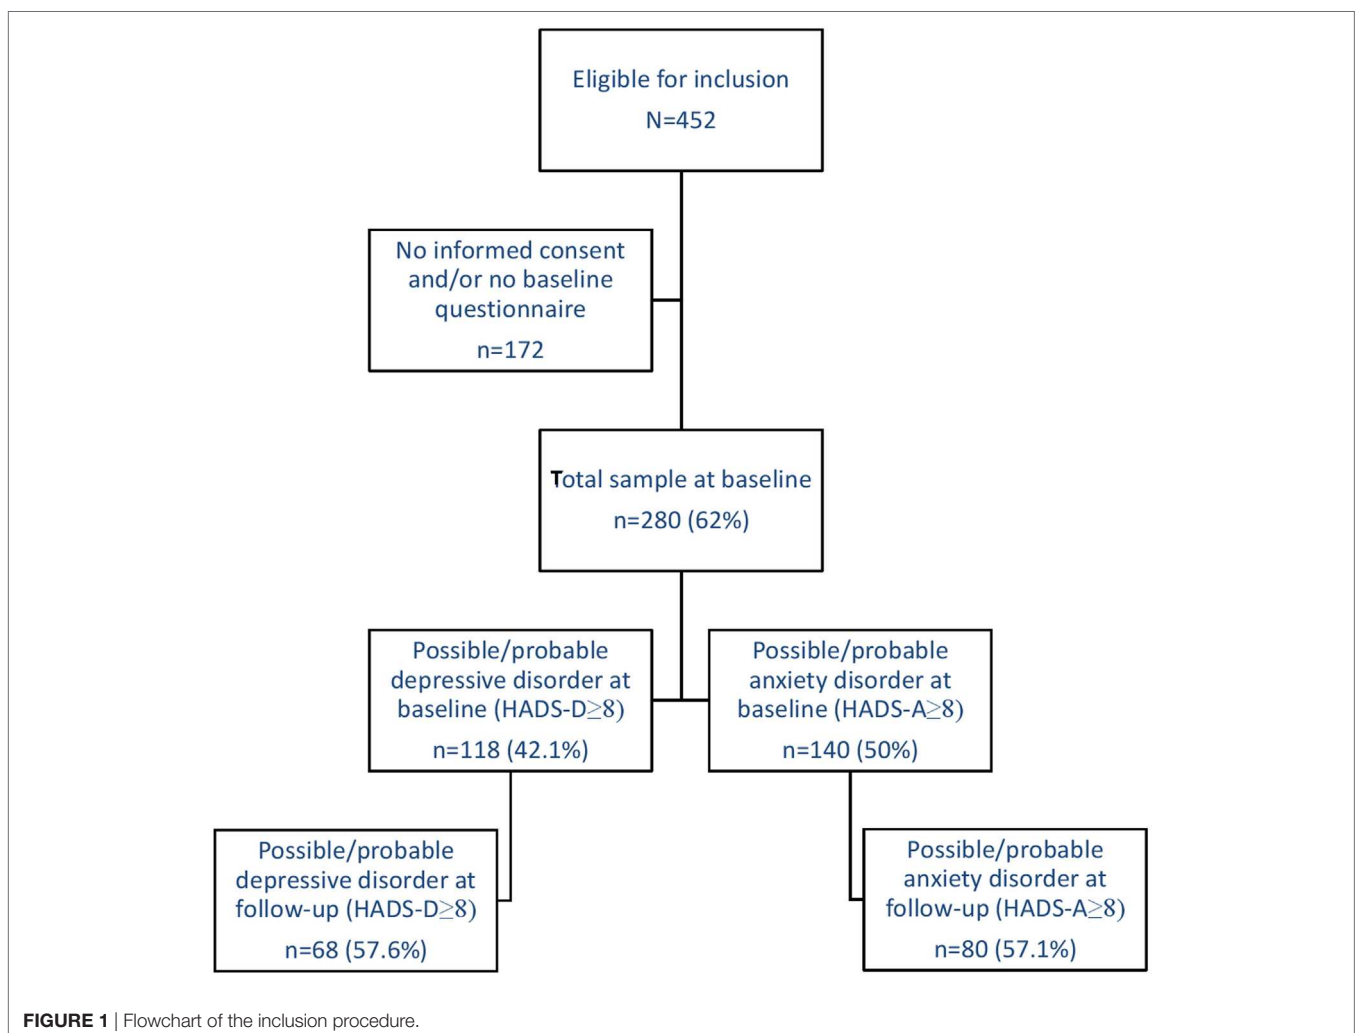 Eligible for inclusion
N=452
No informed consent
and/or no baseline
questionnaire
n=172
Total sample at baseline
n=280 (62%)
Possible/probable
depressive disorder at
baseline (HADS-D≥8)
n=118 (42.1%)
Possible/probable
anxiety disorder at
baseline (HADS-A≥8)
n=140 (50%)
Possible/probable
depressive disorder at
follow-up (HADS-D≥8)
n=68 (57.6%)
Possible/probable
anxiety disorder at
follow-up (HADS-A≥8)
n=80 (57.1%)
FIGURE 1 | Flowchart of the inclusion procedure.